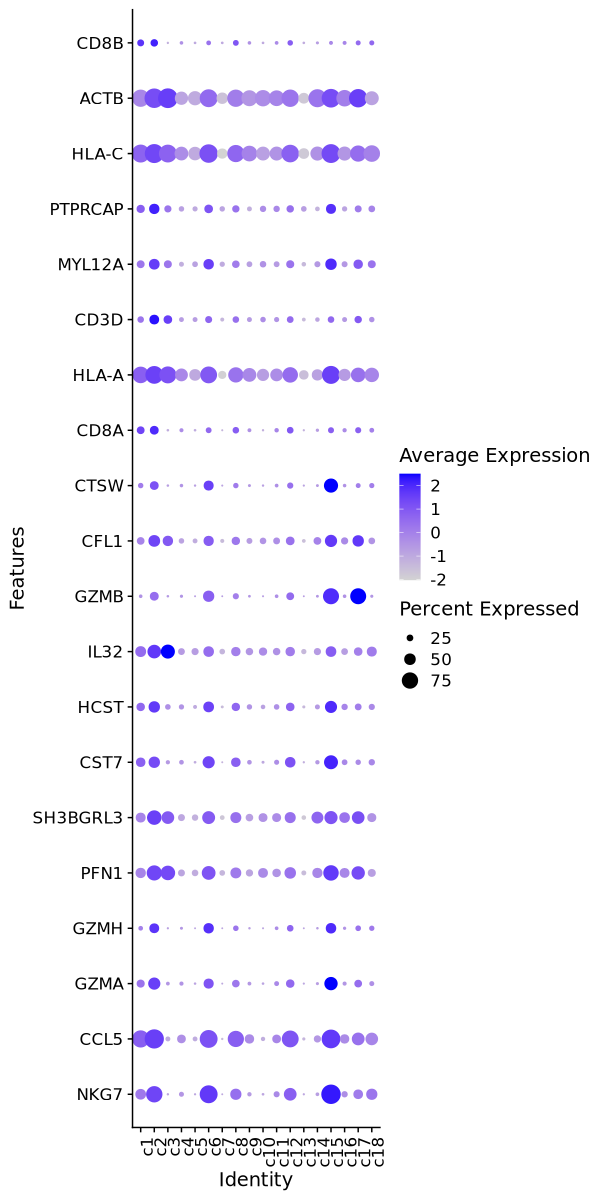 CD8B
ACTB
HLA-C
PTPRCAP
MYL12A
CD3D
HLA-A
CD8A
CTSW
CFL1
GZMB
IL32
HCST
CST7
SH3BGRL3
PFN1
GZMH
GZMA
CCL5
NKG7
Features
c1 c2 c3 c4 c5 c6 c7 c8 c9 c10 c11 c12 c13 c14 c15 c16 c17 c18
Identity
Average Expression
2
1
0
-1
-2
Percent Expressed
25
50
75